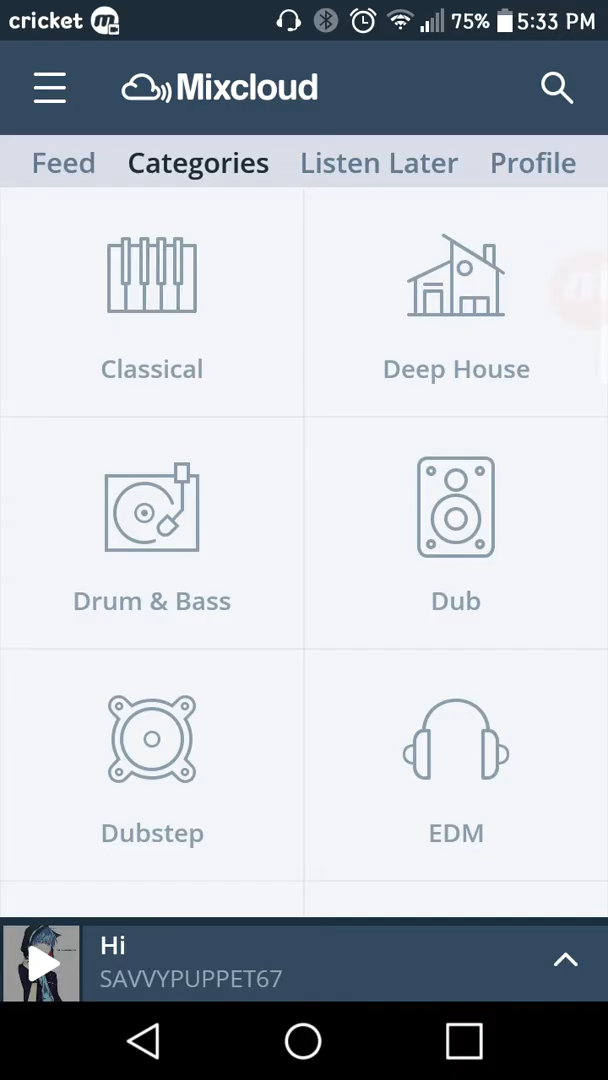 cricket 75% 5:33 PM
Mixcloud
Feed Categories Listen Later Profile
Classical Deep House
Drum & Bass Dub
Dubstep EDM
Hi
SAVVYPUPPET67